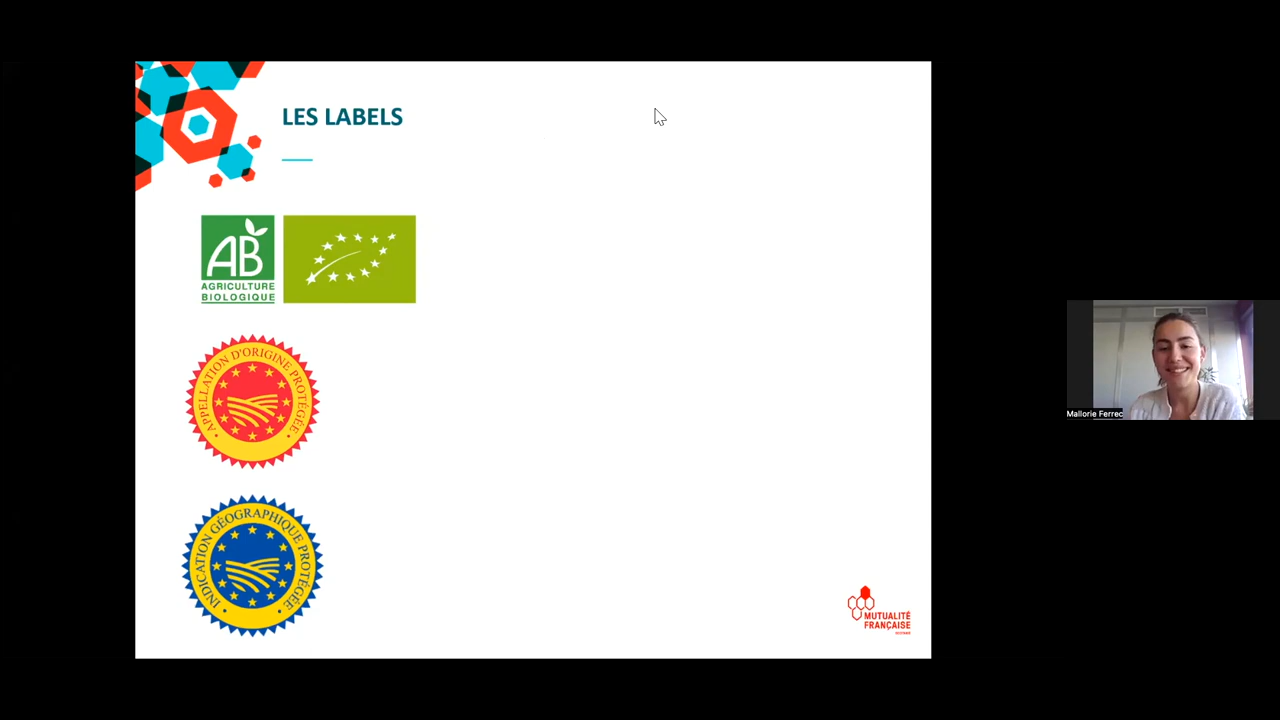 LES LABELS
AB
AGRICULTURE
BIOLOGIQUE
APPELLATION D'ORIGINE PROTÉGÉE
INDICATION GÉOGRAPHIQUE PROTÉGÉE
Mallorie Ferrec
MUTUALITÉ
FRANÇAISE